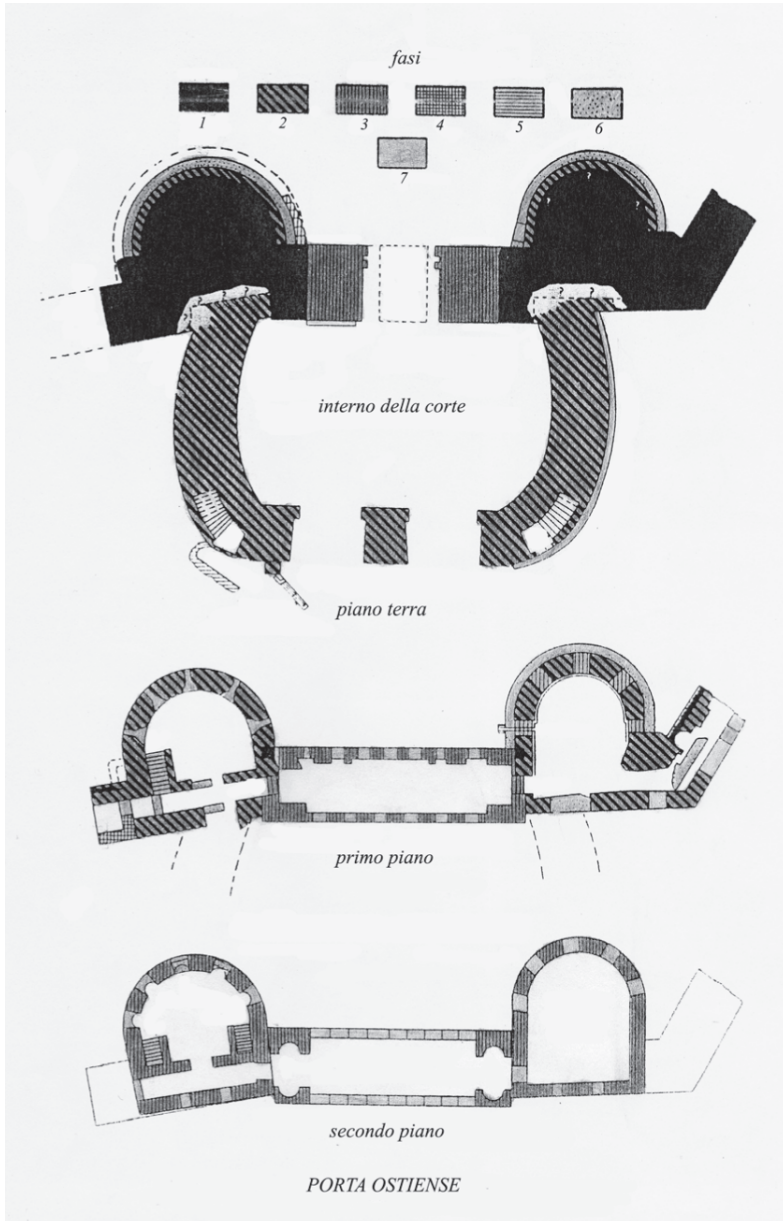 fasi
1 2 3 4 5 6
7
? ? ?
? ? ?
? ? ? ?
? ? ?
interno della corte
piano terra
primo piano
secondo piano
PORTA OSTIENSE